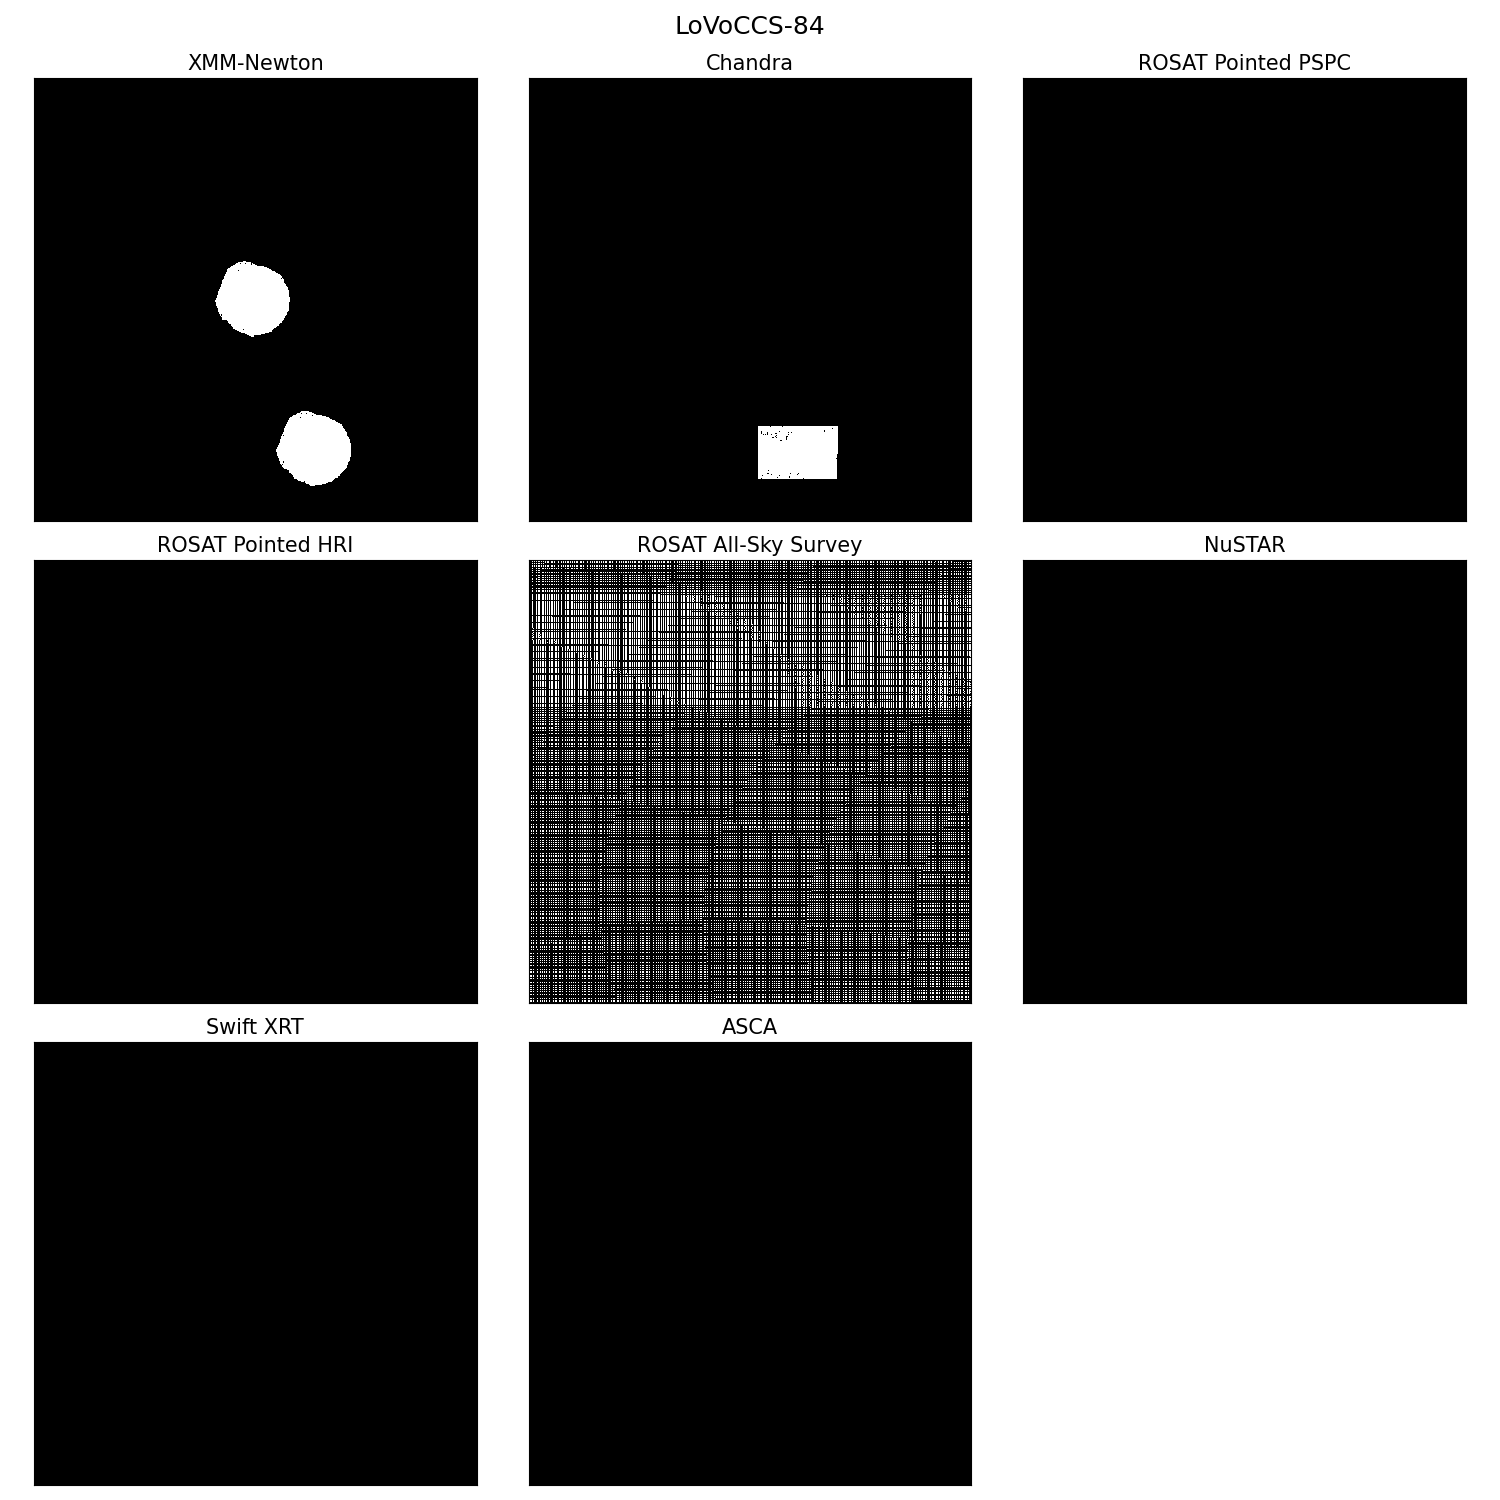 LoVoCCS-84
XMM-Newton
Chandra
ROSAT Pointed PSPC
ROSAT Pointed HRI
ROSAT All-Sky Survey
NuSTAR
Swift XRT
ASCA